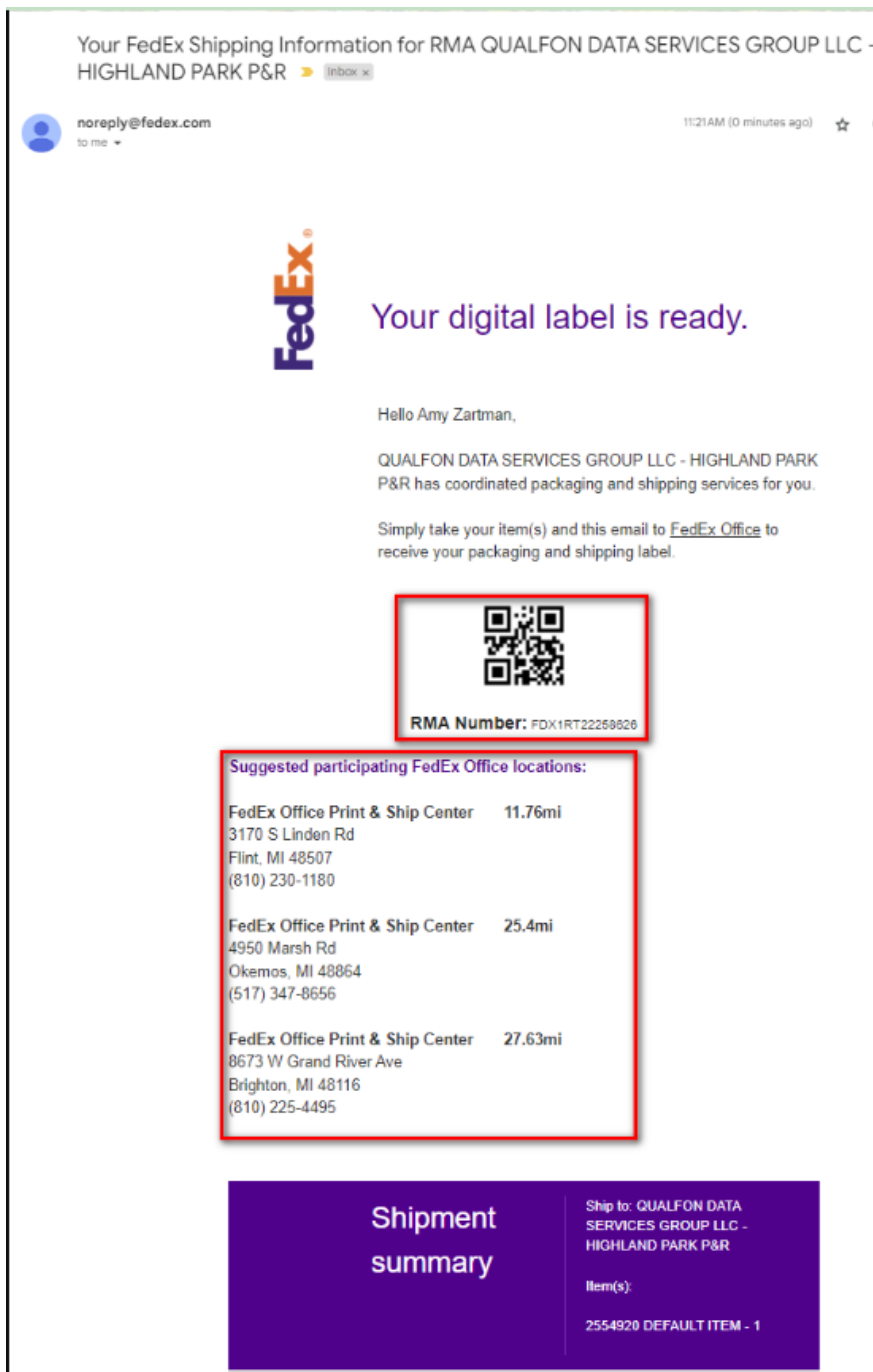 Your FedEx Shipping Information for RMA QUALFON DATA SERVICES GROUP LLC -
HIGHLAND PARK P&R Inbox x
noreply@fedex.com 11:21 AM (0 minutes ago)
to me
FedEx®
Your digital label is ready.
Hello Amy Zartman,
QUALFON DATA SERVICES GROUP LLC - HIGHLAND PARK
P&R has coordinated packaging and shipping services for you.
Simply take your item(s) and this email to FedEx Office to
receive your packaging and shipping label.
RMA Number: FDX1RT22258626
Suggested participating FedEx Office locations:
FedEx Office Print & Ship Center 11.76mi
3170 S Linden Rd
Flint, MI 48507
(810) 230-1180
FedEx Office Print & Ship Center 25.4mi
4950 Marsh Rd
Okemos, MI 48864
(517) 347-8656
FedEx Office Print & Ship Center 27.63mi
8673 W Grand River Ave
Brighton, MI 48116
(810) 225-4495
Shipment
summary
Ship to: QUALFON DATA
SERVICES GROUP LLC -
HIGHLAND PARK P&R
Item(s):
2554920 DEFAULT ITEM - 1